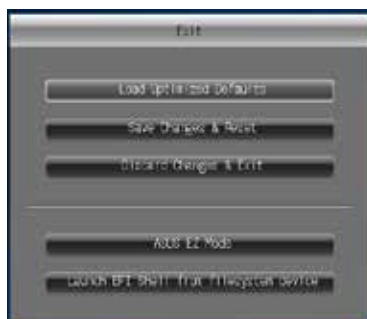 Exit
Load Optimized Defaults
Save Changes & Reset
Discard Changes & Exit
ASUS EZ Mode
Launch EFI Shell from filesystem device